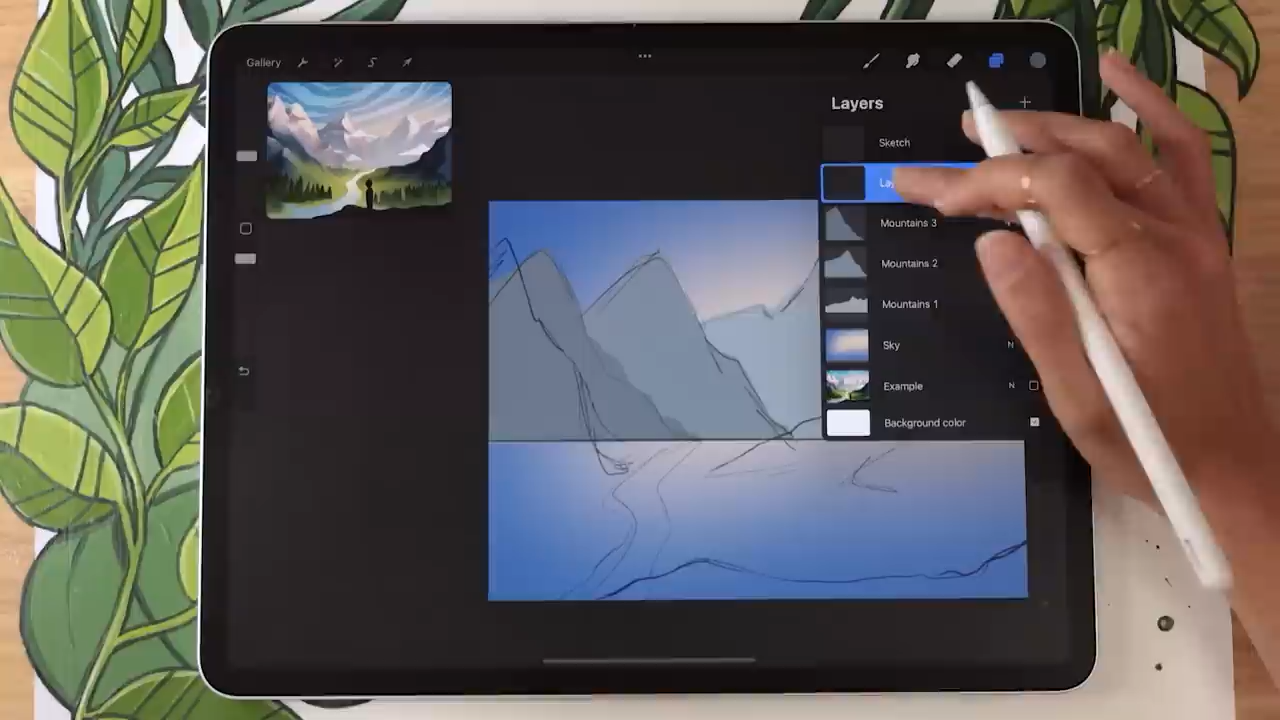 Gallery
Layers
Sketch
Mountains 3
Mountains 2
Mountains 1
Sky
N
Example
N
Background color